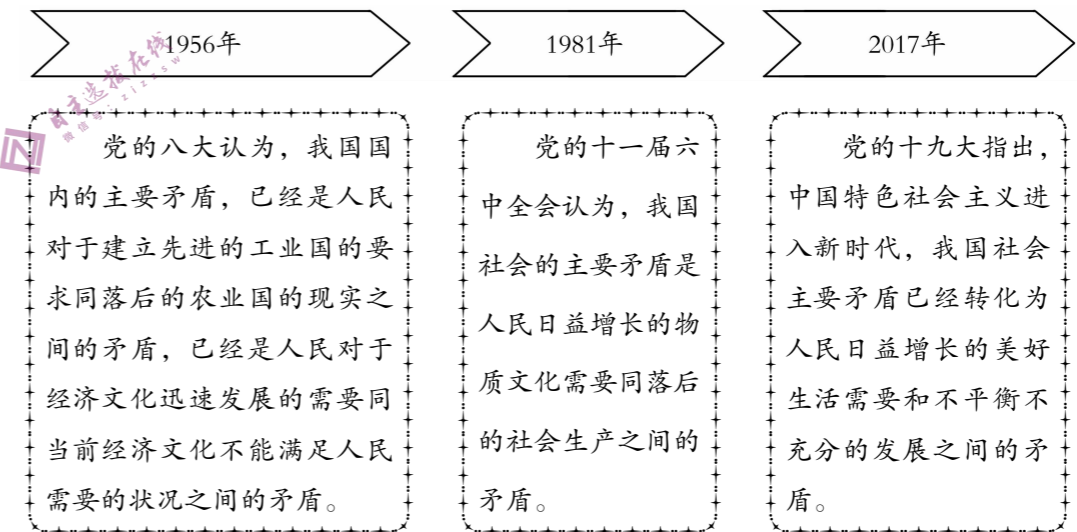 1956年
1981年
2017年
自主选拔在线
微信号：zizzsw
党的八大认为，我国国
内的主要矛盾，已经是人民
对于建立先进的工业国的要
求同落后的农业国的现实之
间的矛盾，已经是人民对于
经济文化迅速发展的需要同
当前经济文化不能满足人民
需要的状况之间的矛盾。
党的十一届六
中全会认为，我国
社会的主要矛盾是
人民日益增长的物
质文化需要同落后
的社会生产之间的
矛盾。
党的十九大指出，
中国特色社会主义进
入新时代，我国社会
主要矛盾已经转化为
人民日益增长的美好
生活需要和不平衡不
充分的发展之间的矛
盾。